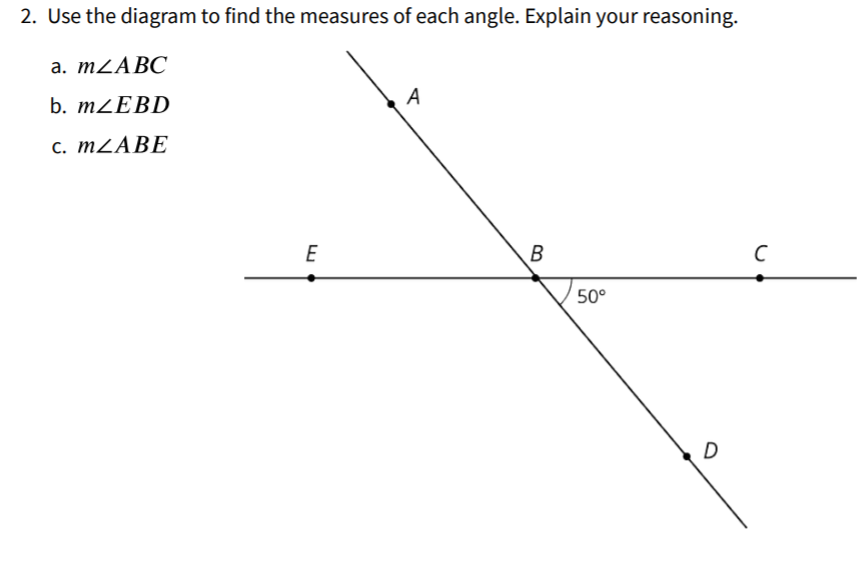 2. Use the diagram to find the measures of each angle. Explain your reasoning.
a. m∠ABC
b. m∠EBD
c. m∠ABE
A
E
B
C
50°
D